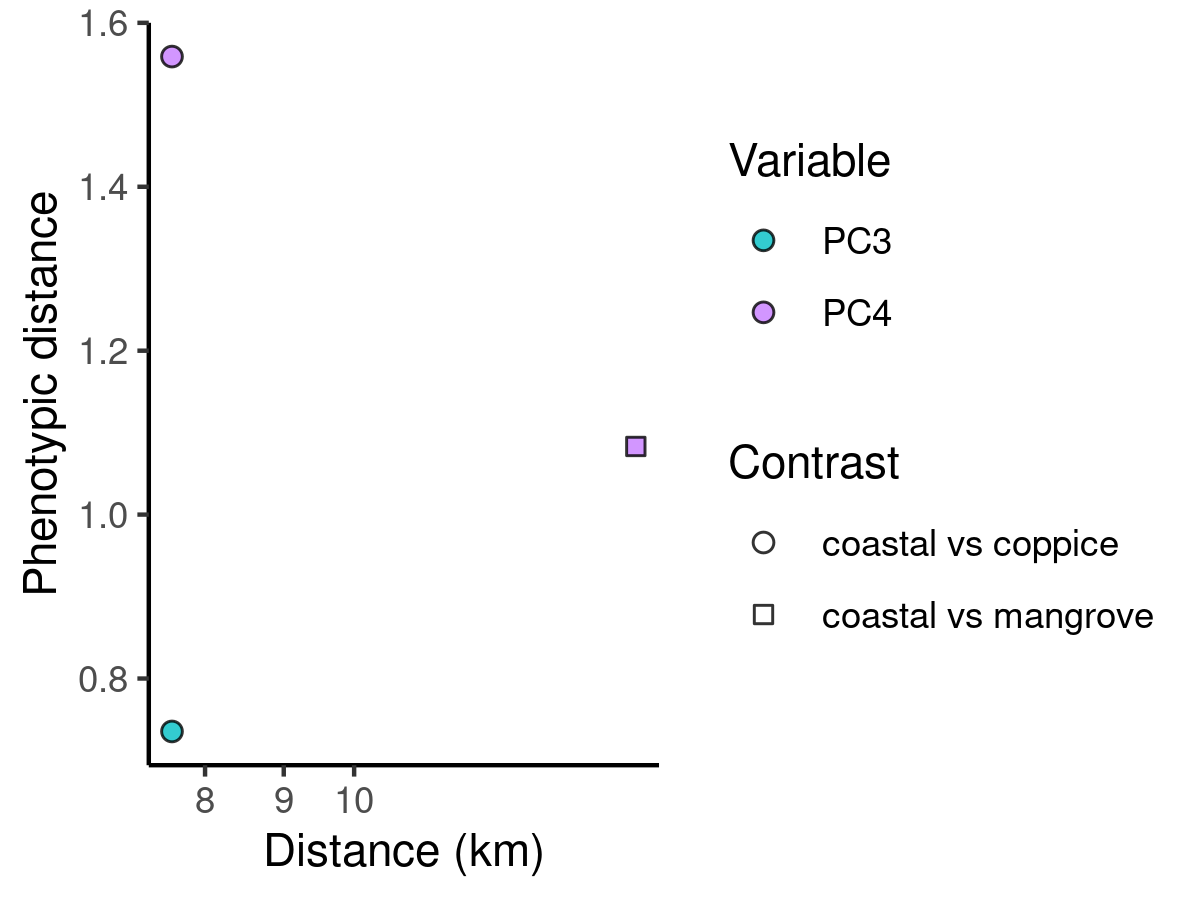 1.6
1.4
1.2
1.0
0.8
Phenotypic distance
8 9 10
Distance (km)
Variable
PC3
PC4
Contrast
coastal vs coppice
coastal vs mangrove